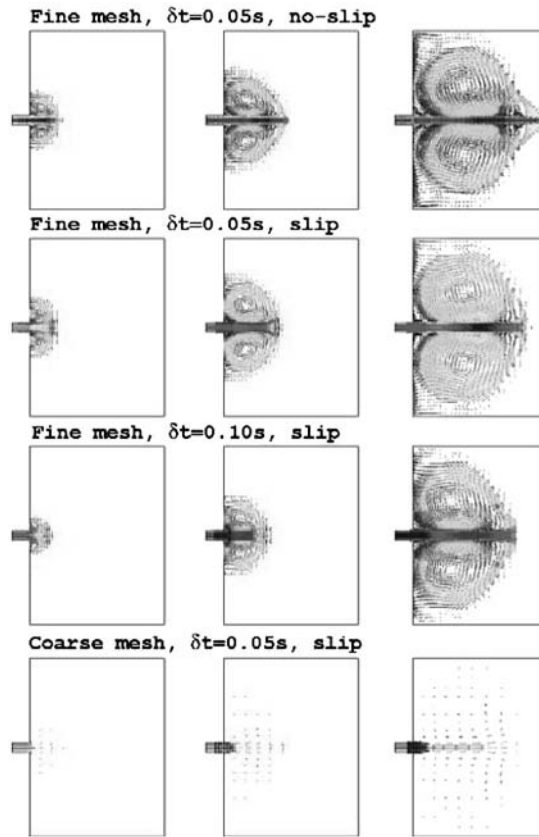 Fine mesh, δt=0.05s, no-slip
Fine mesh, δt=0.05s, slip
Fine mesh, δt=0.10s, slip
Coarse mesh, δt=0.05s, slip